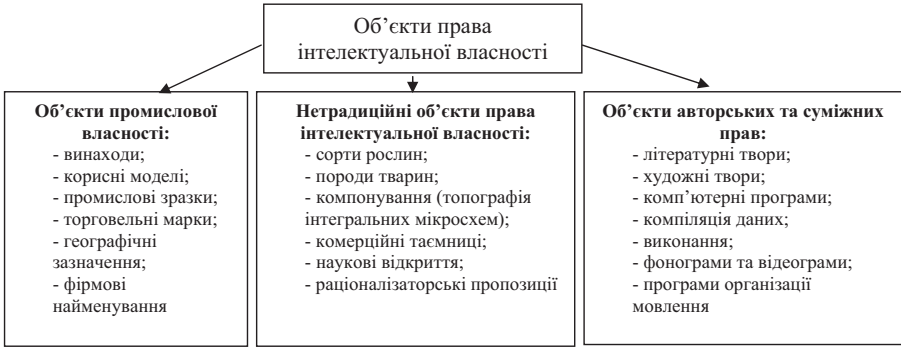 Об’єкти права
інтелектуальної власності
Об’єкти промислової
власності:
- винаходи;
- корисні моделі;
- промислові зразки;
- торговельні марки;
- географічні
зазначення;
- фірмові
найменування
Нетрадиційні об’єкти права
інтелектуальної власності:
- сорти рослин;
- породи тварин;
- компонування (топографія
інтегральних мікросхем);
- комерційні таємниці;
- наукові відкриття;
- раціоналізаторські пропозиції
Об’єкти авторських та суміжних
прав:
- літературні твори;
- художні твори;
- комп’ютерні програми;
- компіляція даних;
- виконання;
- фонограми та відеограми;
- програми організації
мовлення